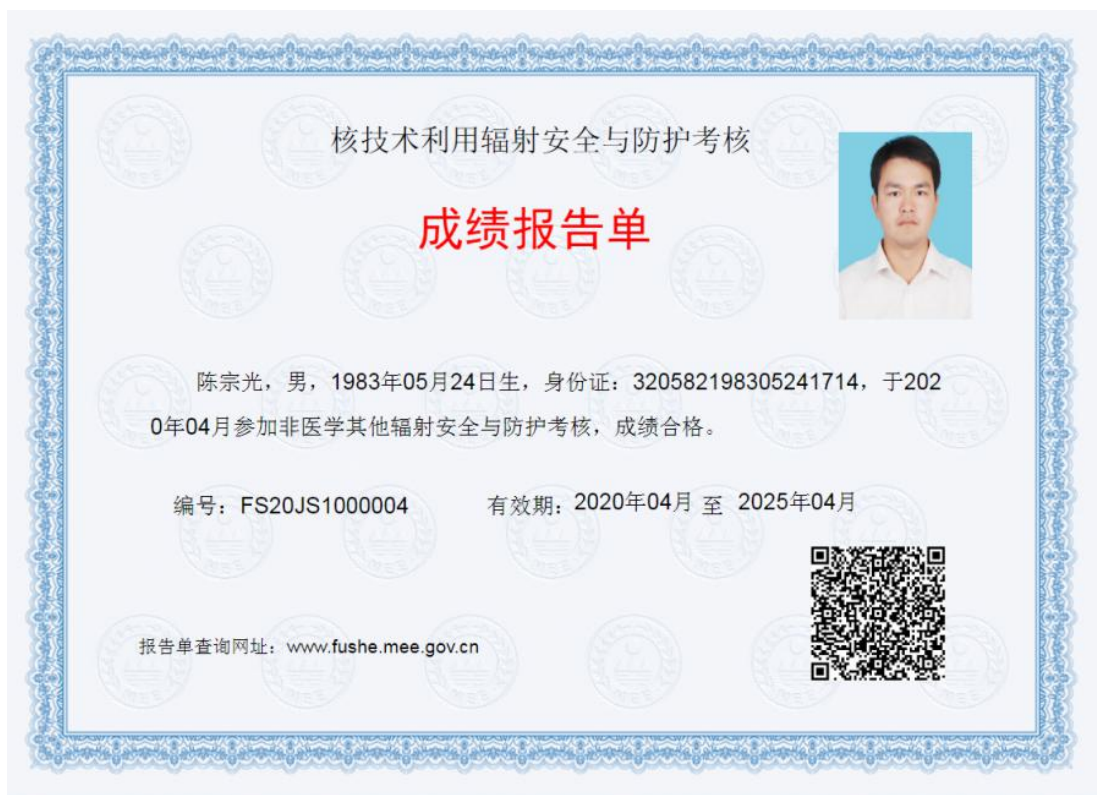 核技术利用辐射安全与防护考核
成绩报告单
陈宗光，男，1983年05月24日生，身份证：320582198305241714，于202
0年04月参加非医学其他辐射安全与防护考核，成绩合格。
编号：FS20JS1000004 有效期：2020年04月 至 2025年04月
报告单查询网址：www.fushe.mee.gov.cn